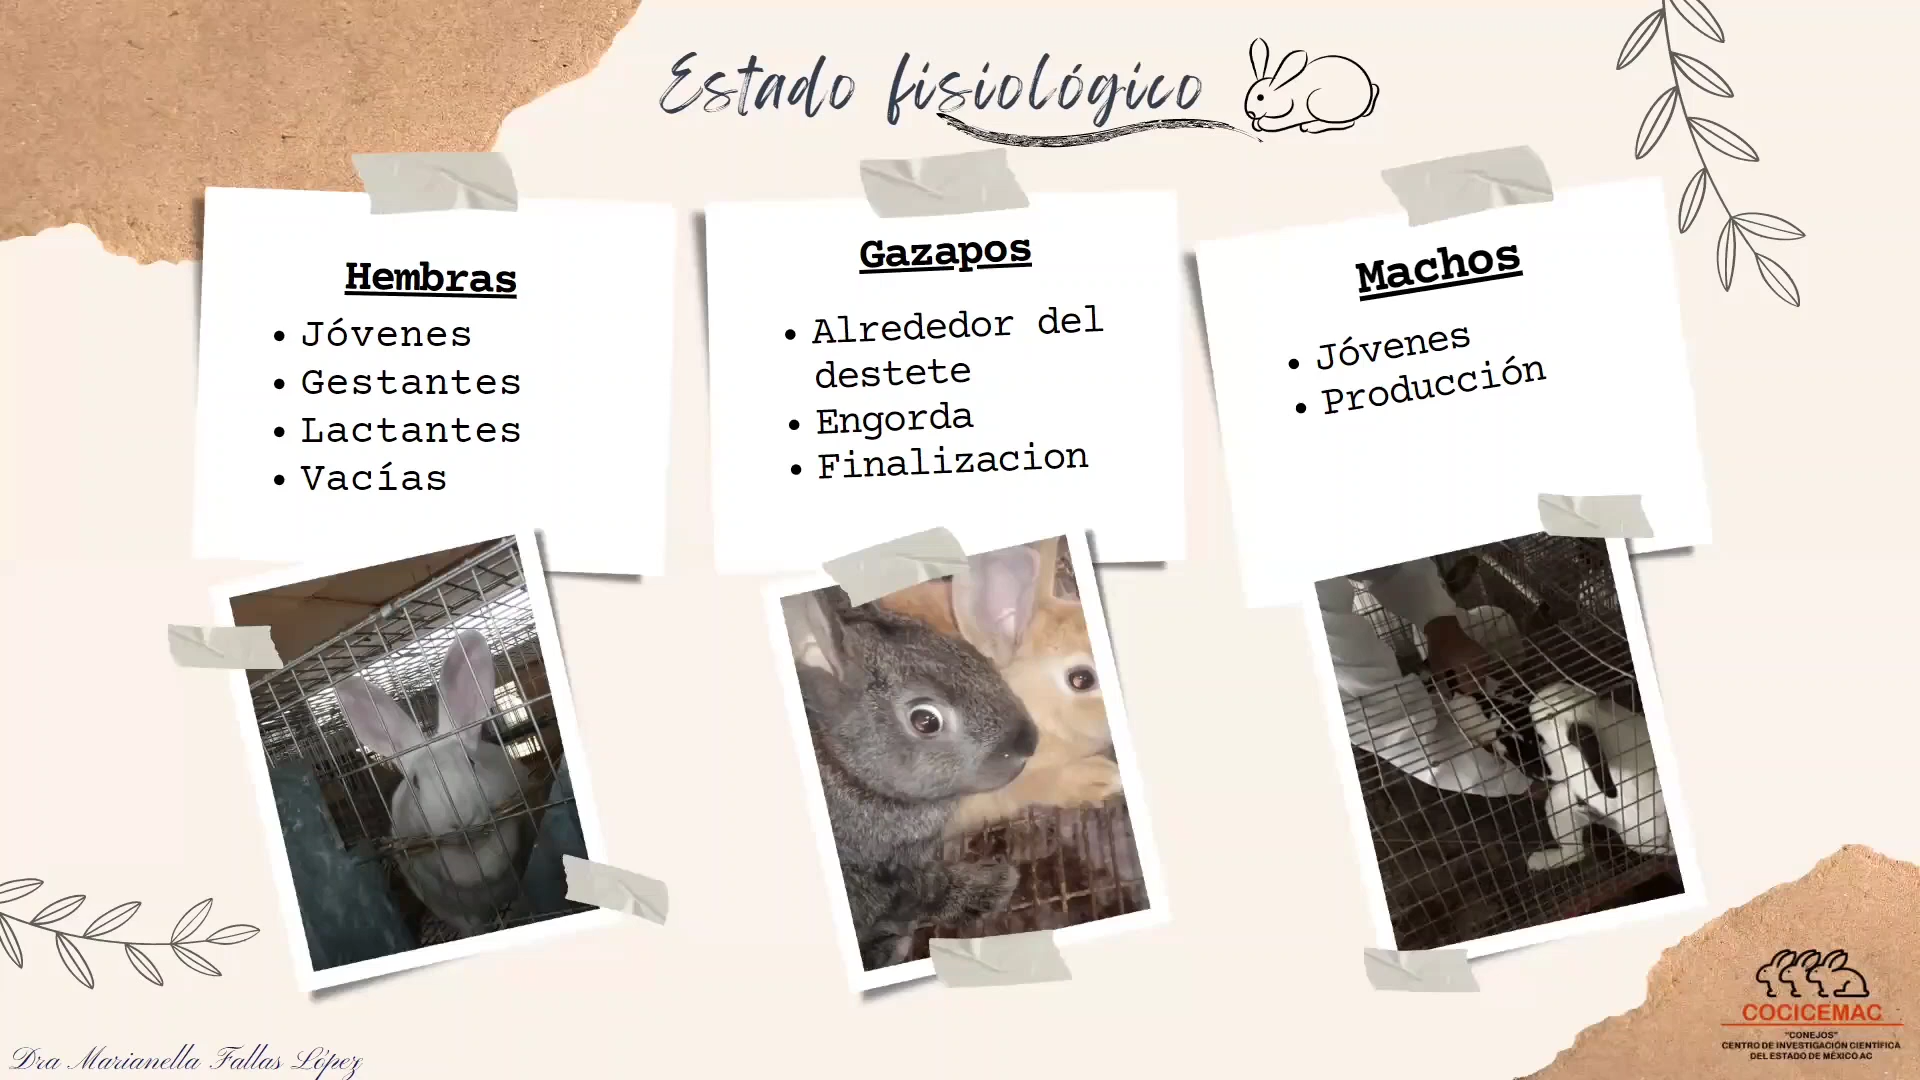 Estado fisiológico
Hembras
Jóvenes
Gestantes
Lactantes
Vacías
Gazapos
Alrededor del
destete
Engorda
Finalizacion
Machos
Jóvenes
Producción
COCICEMAC
"CONEJOS"
CENTRO DE INVESTIGACIÓN CIENTÍFICA
DEL ESTADO DE MÉXICO AC
Dra Marianella Fallas López